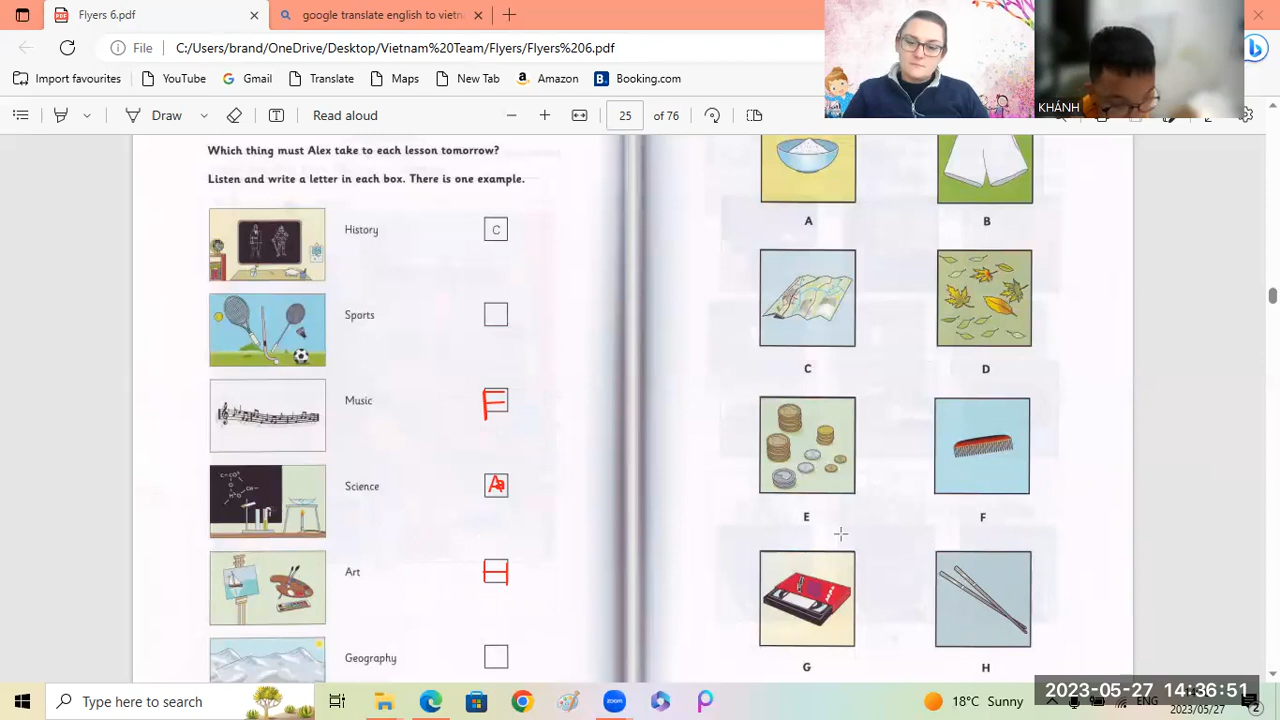 Flyers 6.pdf
google translate english to vietn
File
C:/Users/Brand/OneDrive/Desktop/Vietnam%20Team/Flyers/Flyers%206.pdf
Import favourites
YouTube
Gmail
Translate
Maps
New Tab
Amazon
B.
Booking.com
Draw
Read aloud
25
of 76
KHÁNH
Which thing must Alex take to each lesson tomorrow?
Listen and write a letter in each box. There is one example.
History
C
Sports
Music
F
Science
A
Art
H
Geography
A
B
C
D
E
F
G
H
Type here to search
zoom
18°C Sunny
ENG
2023-05-27 14:36:51
2023/05/27
2